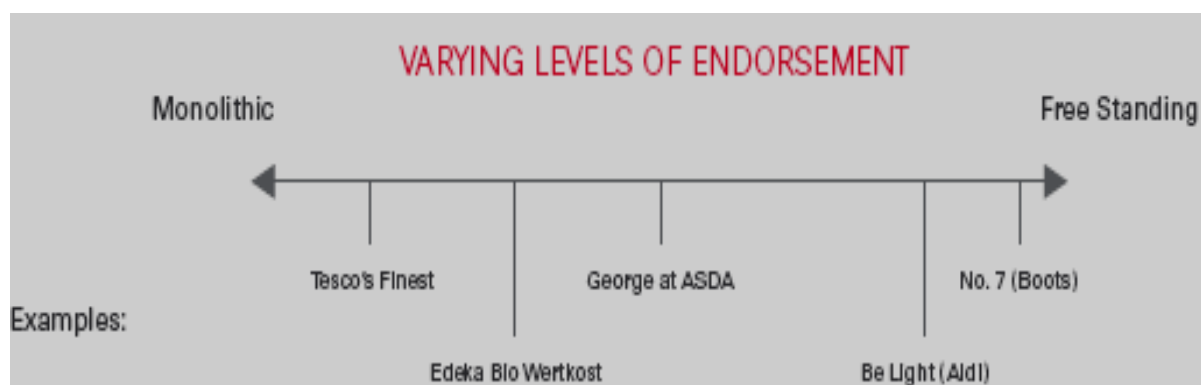 VARYING LEVELS OF ENDORSEMENT
Monolithic
Free Standing
Tesco's Finest
George at ASDA
No. 7 (Boots)
Examples:
Edeka Bio Wertkost
Be Light (Aldi)